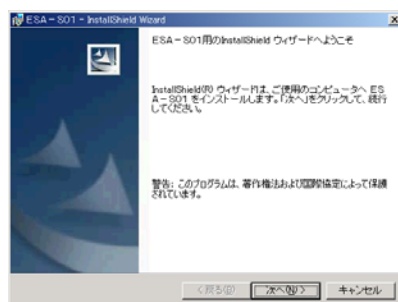 ESA－S01 - InstallShield Wizard
ESA－S01用のInstallShield ウィザードへようこそ
InstallShield(R) ウィザードは、ご使用のコンピュータへ ES
A－S01 をインストールします。「次へ」をクリックして、続行
してください。
警告: このプログラムは、著作権法および国際協定によって保護
されています。
< 戻る(B) 次へ(N) > キャンセル